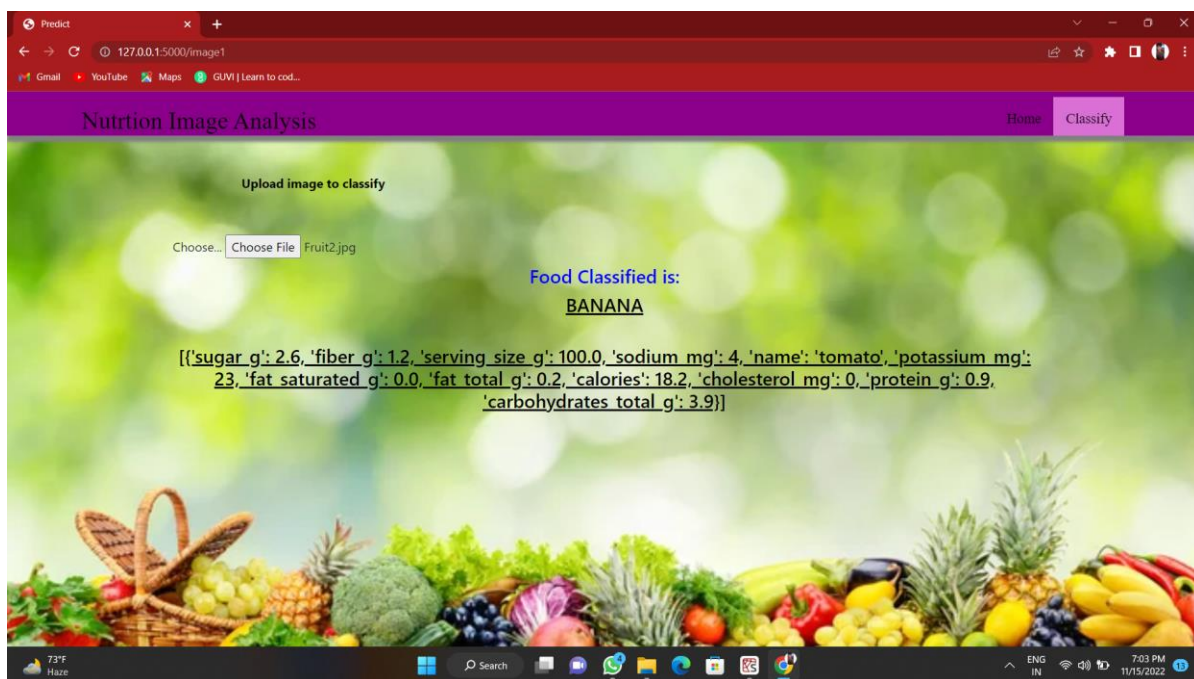 Predict
127.0.0.1:5000/image1
Gmail YouTube Maps GUVI | Learn to cod...
Nutrtion Image Analysis
Home Classify
Upload image to classify
Choose... Choose File Fruit2.jpg
Food Classified is:
BANANA
[{'sugar_g': 2.6, 'fiber_g': 1.2, 'serving_size_g': 100.0, 'sodium_mg': 4, 'name': 'tomato', 'potassium_mg':
23, 'fat_saturated_g': 0.0, 'fat_total_g': 0.2, 'calories': 18.2, 'cholesterol_mg': 0, 'protein_g': 0.9,
'carbohydrates_total_g': 3.9}]
73°F
Haze
Search
ENG
IN
7:03 PM
11/15/2022
13